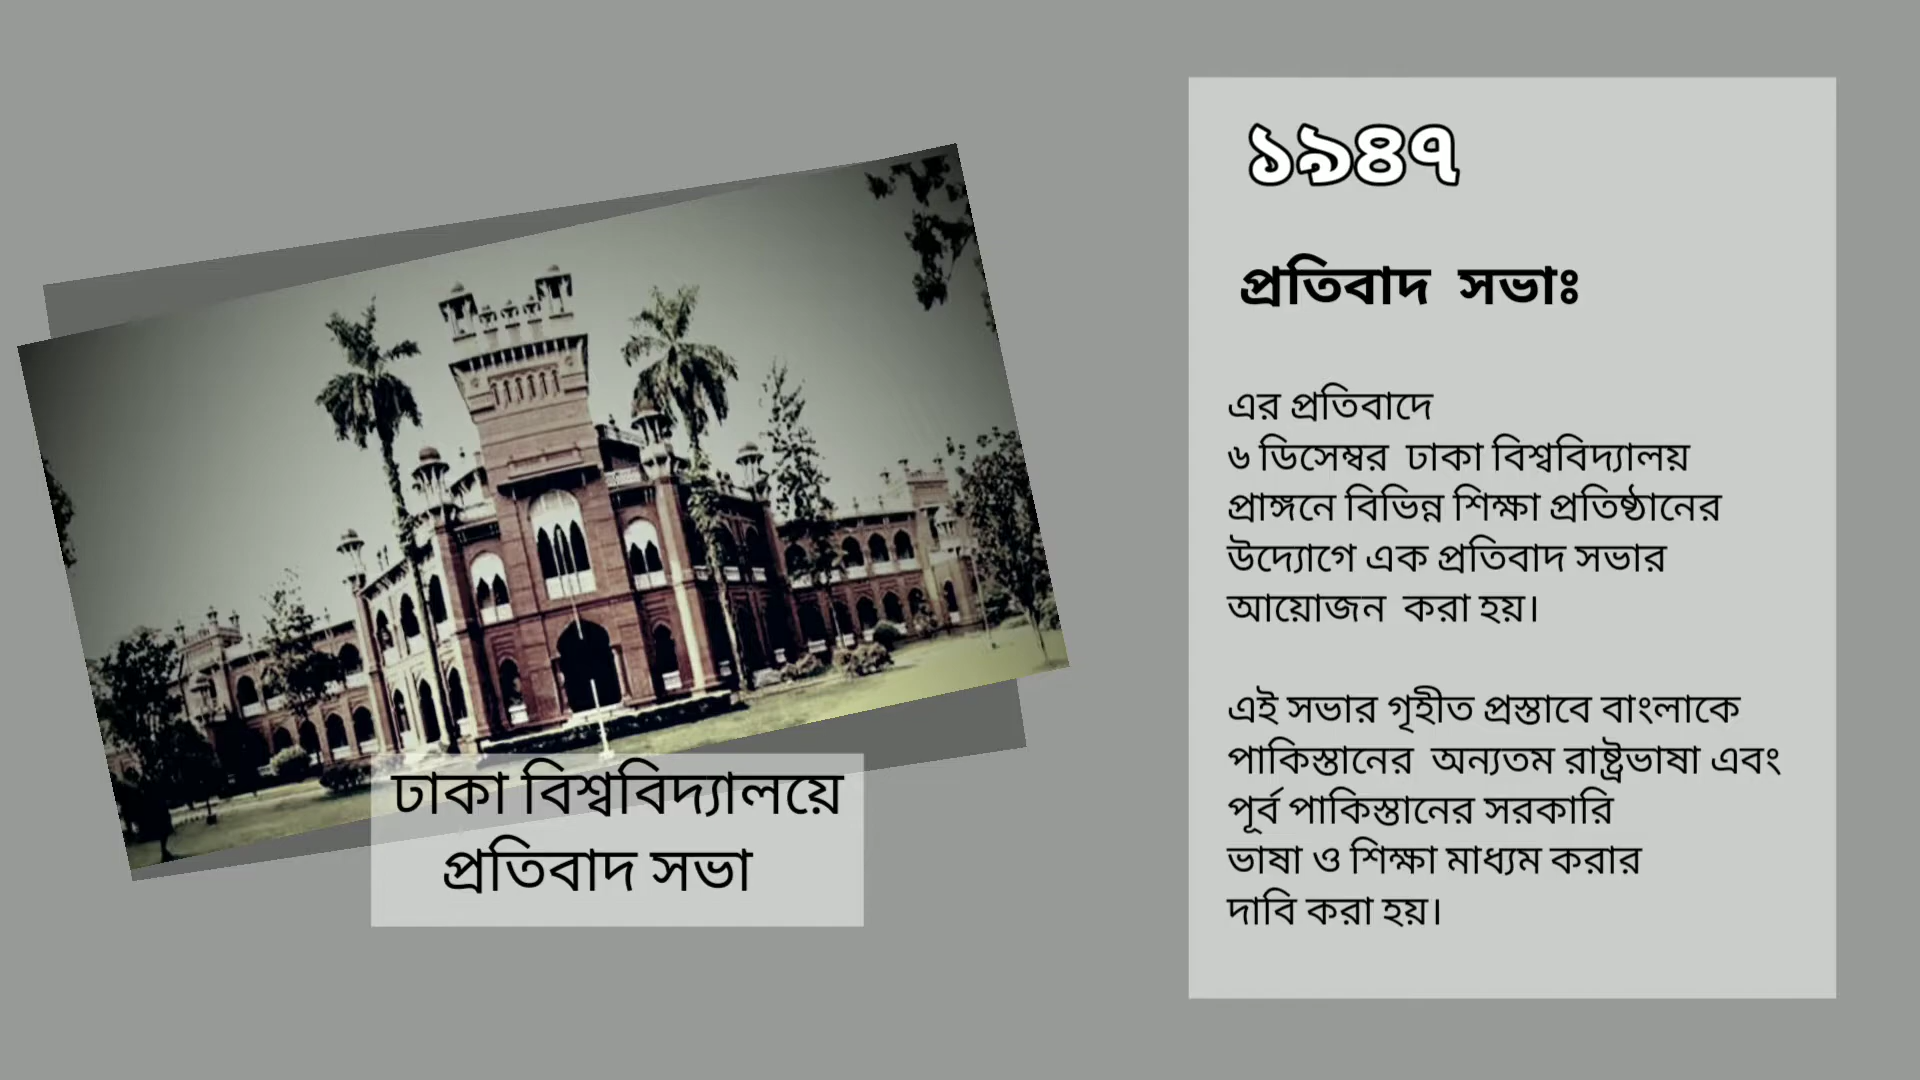 ঢাকা বিশ্ববিদ্যালয়ে
প্রতিবাদ সভা
১৯৪৭
প্রতিবাদ সভাঃ
এর প্রতিবাদে
৬ ডিসেম্বর ঢাকা বিশ্ববিদ্যালয়
প্রাঙ্গনে বিভিন্ন শিক্ষা প্রতিষ্ঠানের
উদ্যোগে এক প্রতিবাদ সভার
আয়োজন করা হয়।
এই সভার গৃহীত প্রস্তাবে বাংলাকে
পাকিস্তানের অন্যতম রাষ্ট্রভাষা এবং
পূর্ব পাকিস্তানের সরকারি
ভাষা ও শিক্ষা মাধ্যম করার
দাবি করা হয়।